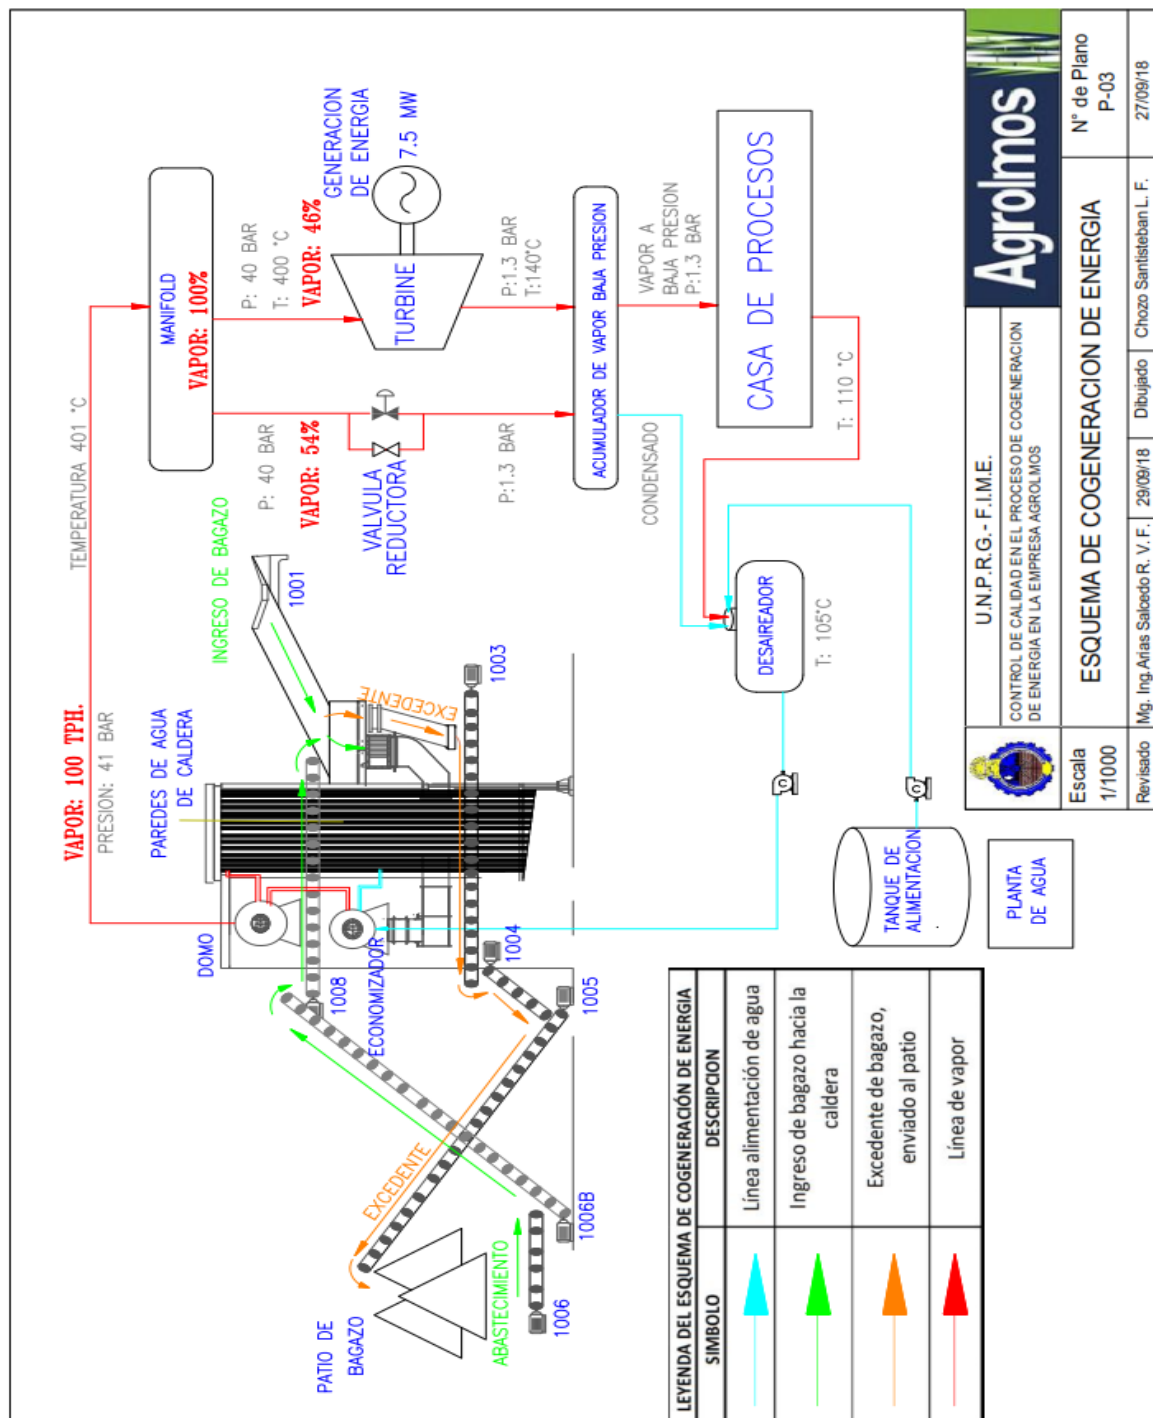 PATIO DE
BAGAZO
ABASTECIMIENTO
1006
1006B
EXCEDENTE
1005
1004
1008
DOMO
ECONOMIZADOR
PAREDES DE AGUA
DE CALDERA
VAPOR: 100 TPH.
PRESION: 41 BAR
TEMPERATURA 401 °C
INGRESO DE BAGAZO
1001
EXCEDENTE
1003
MANIFOLD
VAPOR: 100%
P: 40 BAR
VAPOR: 54%
VALVULA
REDUCTORA
P:1.3 BAR
P: 40 BAR
T: 400 °C
VAPOR: 46%
TURBINE
GENERACION
DE ENERGIA
7.5 MW
P:1.3 BAR
T:140°C
ACUMULADOR DE VAPOR BAJA PRESION
CONDENSADO
VAPOR A
BAJA PRESION
P:1.3 BAR
CASA DE PROCESOS
T: 110 °C
DESAIREADOR
T: 105°C
TANQUE DE
ALIMENTACION
PLANTA
DE AGUA
LEYENDA DEL ESQUEMA DE COGENERACIÓN DE ENERGIA
SIMBOLO
DESCRIPCION
Línea alimentación de agua
Ingreso de bagazo hacia la
caldera
Excedente de bagazo,
enviado al patio
Línea de vapor
U.N.P.R.G.- F.I.M.E.
CONTROL DE CALIDAD EN EL PROCESO DE COGENERACION
DE ENERGIA EN LA EMPRESA AGROLMOS
Agrolmos
Escala
1/1000
ESQUEMA DE COGENERACION DE ENERGIA
N° de Plano
P-03
Revisado
Mg. Ing.Arias Salcedo R. V. F.
29/09/18
Dibujado
Chozo Santisteban L. F.
27/09/18